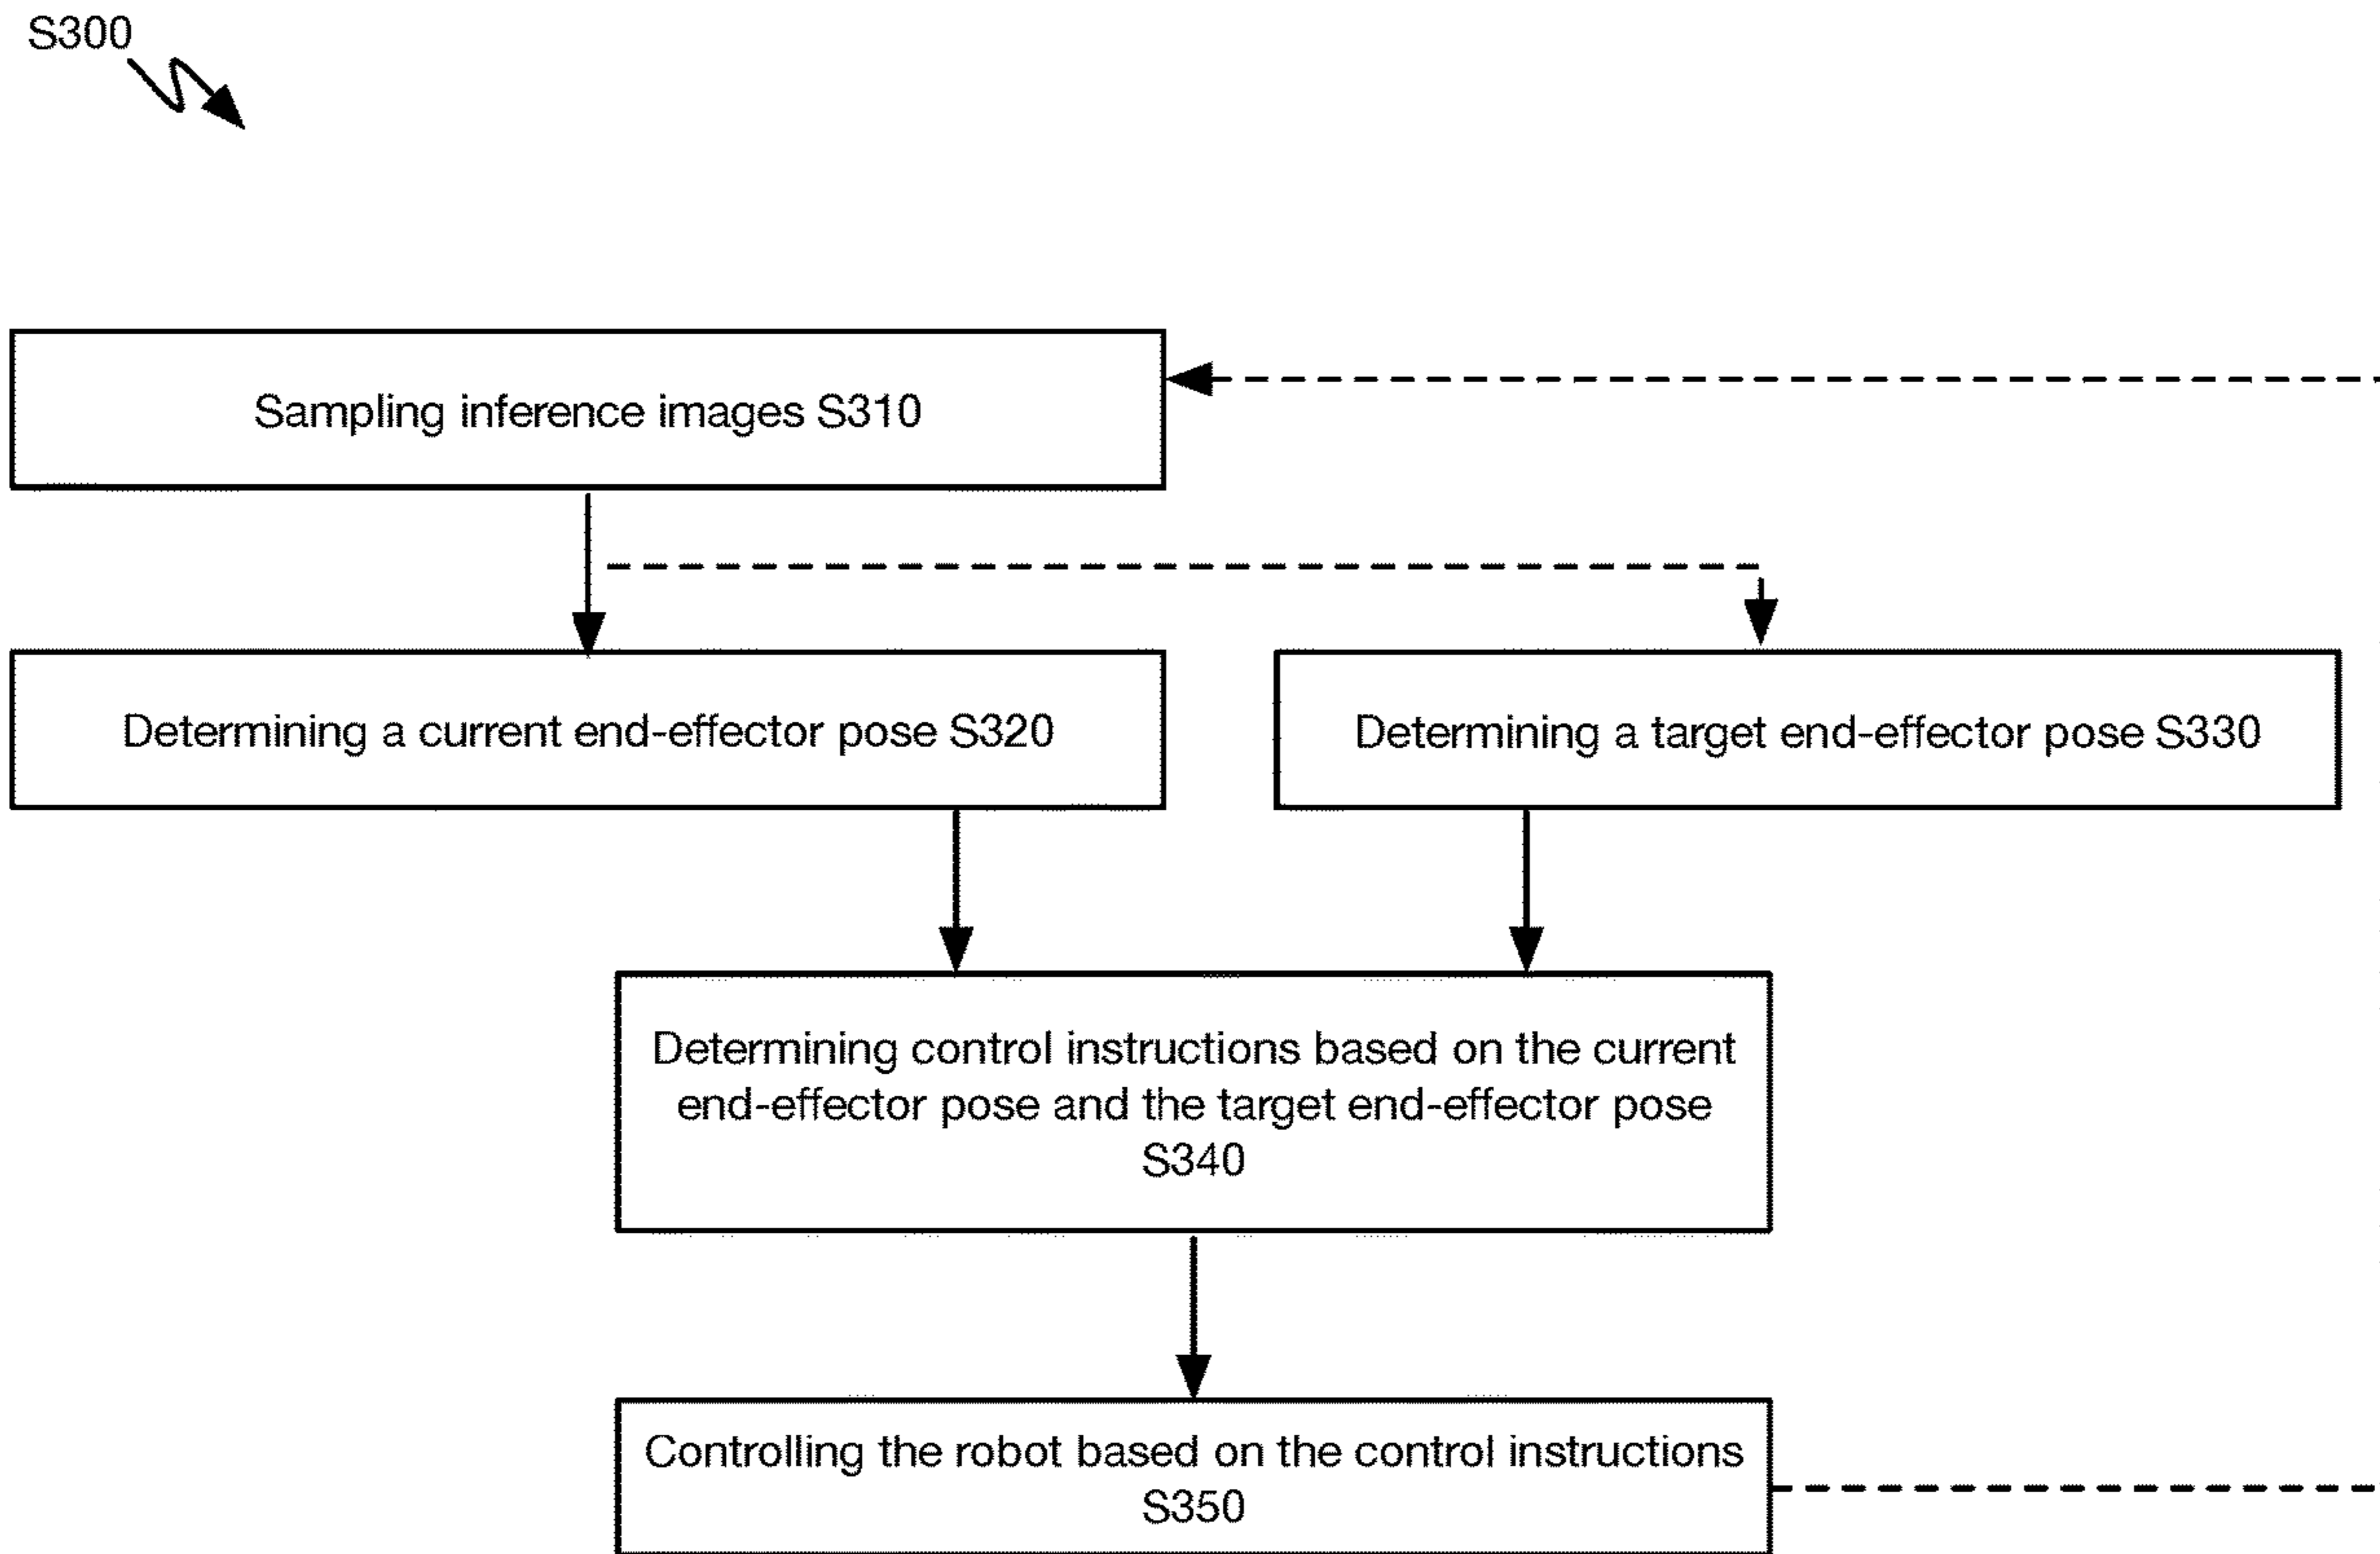 S300
Sampling inference images S310
Determining a current end-effector pose S320
Determining a target end-effector pose S330
Determining control instructions based on the current
end-effector pose and the target end-effector pose
S340
Controlling the robot based on the control instructions
S350